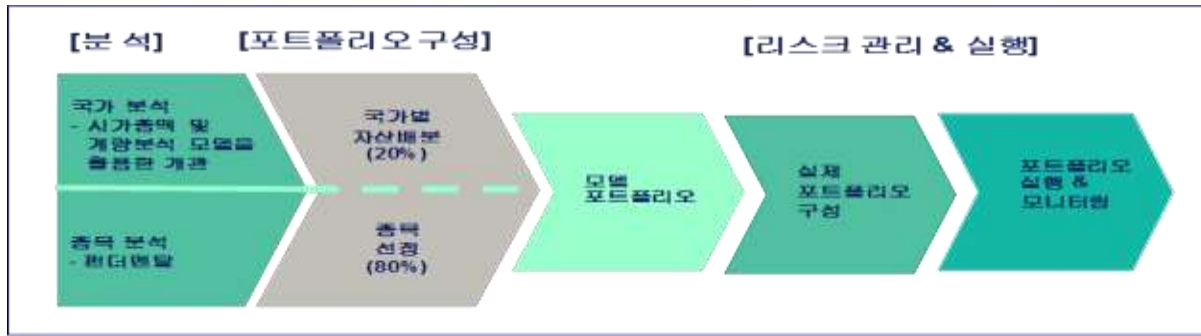 [분 석]
[포트폴리오 구성]
[리스크 관리 & 실행]
국가 분석
- 시가총액 및
계량분석 모델을
활용한 개관
종목 분석
- 펀더멘탈
국가별
자산배분
(20%)
종목
선정
(80%)
모델
포트폴리오
실제
포트폴리오
구성
포트폴리오
실행 &
모니터링